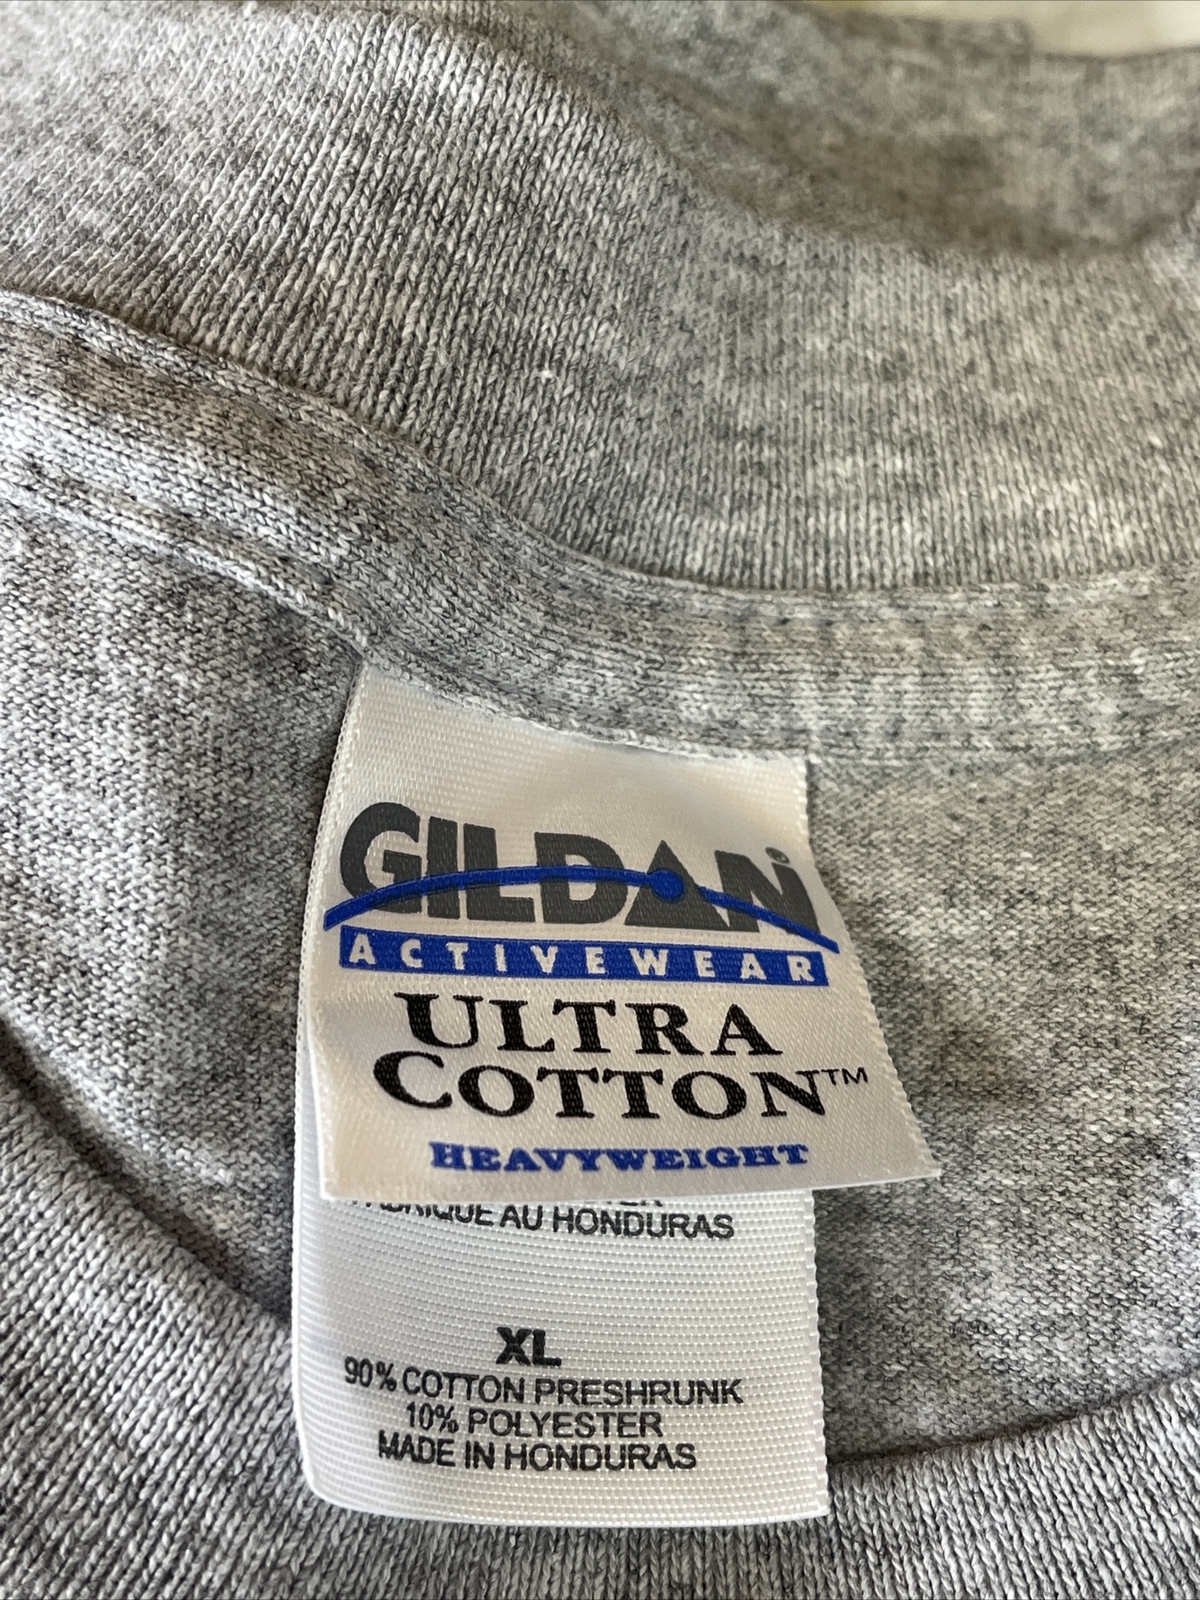 GILDAN®
ACTIVEWEAR
ULTRA
COTTON™
HEAVYWEIGHT
FABRIQUE AU HONDURAS
XL
90% COTTON PRESHRUNK
10% POLYESTER
MADE IN HONDURAS